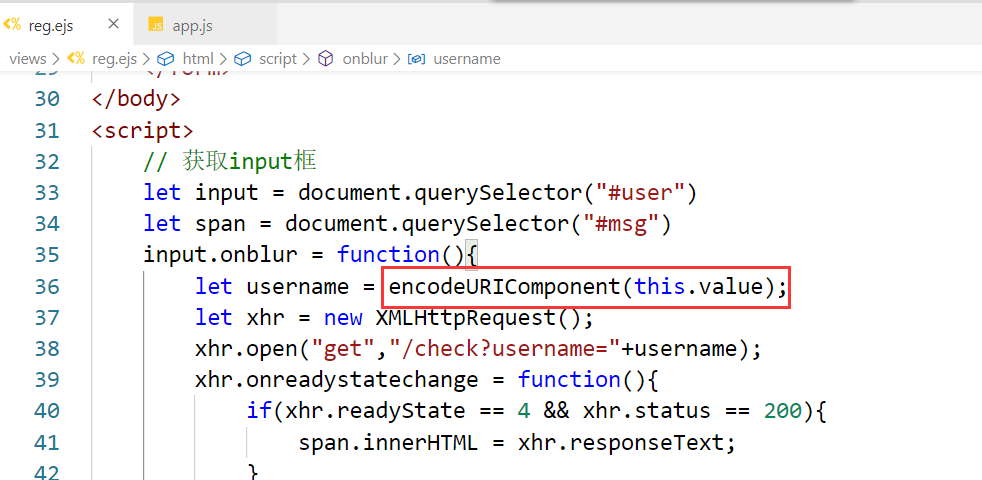 reg.ejs
JS app.js
views > reg.ejs > html > script > onblur > username
29 </form>
30 </body>
31 <script>
32 // 获取input框
33 let input = document.querySelector("#user")
34 let span = document.querySelector("#msg")
35 input.onblur = function(){
36 let username = encodeURIComponent(this.value);
37 let xhr = new XMLHttpRequest();
38 xhr.open("get","/check?username="+username);
39 xhr.onreadystatechange = function(){
40 if(xhr.readyState == 4 && xhr.status == 200){
41 span.innerHTML = xhr.responseText;
42 }